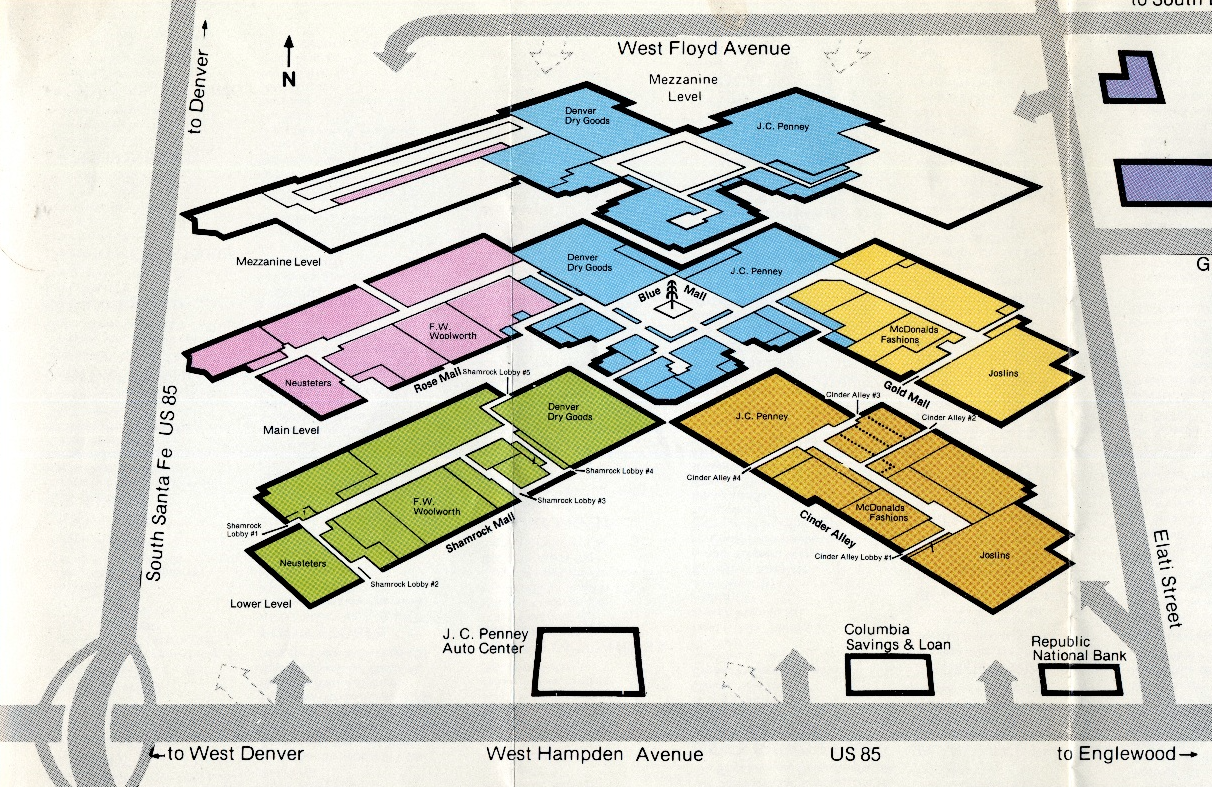 to South
to Denver
N
West Floyd Avenue
Mezzanine
Level
Denver
Dry Goods
J.C. Penney
Mezzanine Level
Denver
Dry Goods
J.C. Penney
Blue Mall
F.W.
Woolworth
McDonalds
Fashions
Neusteters
Joslins
Rose Mall
Shamrock Lobby #5
Gold Mall
Main Level
G
South Santa Fe US 85
Cinder Alley #3
Denver
Dry Goods
J.C. Penney
Cinder Alley #2
Shamrock Lobby #4
Cinder Alley #4
Shamrock Lobby #3
F.W.
Woolworth
McDonalds
Fashions
Shamrock
Lobby #1
Shamrock Mall
Cinder Alley
Cinder Alley Lobby #1
Joslins
Neusteters
Shamrock Lobby #2
Lower Level
Elati Street
J. C. Penney
Auto Center
Columbia
Savings & Loan
Republic
National Bank
to West Denver
West Hampden Avenue
US 85
to Englewood